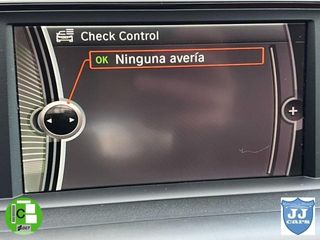 Check Control
OK Ninguna avería
+
C
JJ
CARS